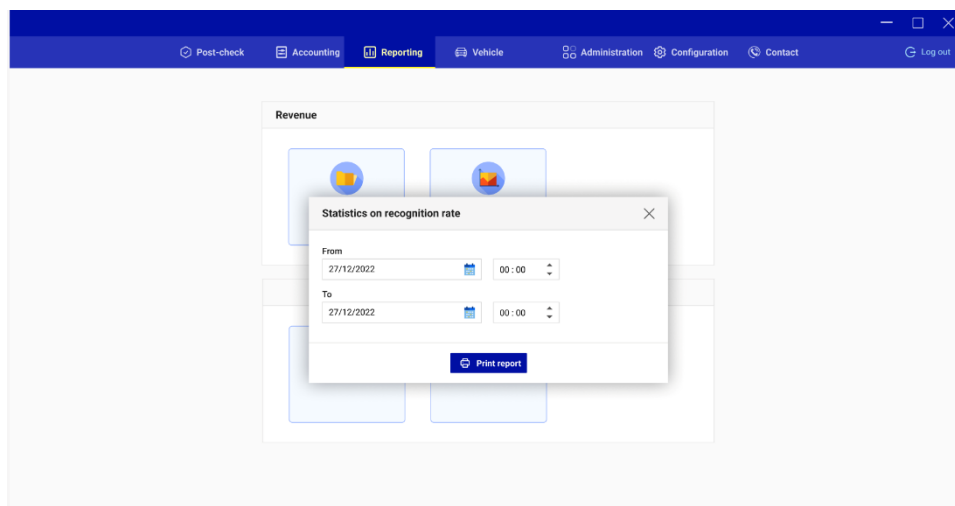 Post-check Accounting Reporting Vehicle Administration Configuration Contact Log out
Revenue
Statistics on recognition rate
From
27/12/2022 00 : 00
To
27/12/2022 00 : 00
Print report